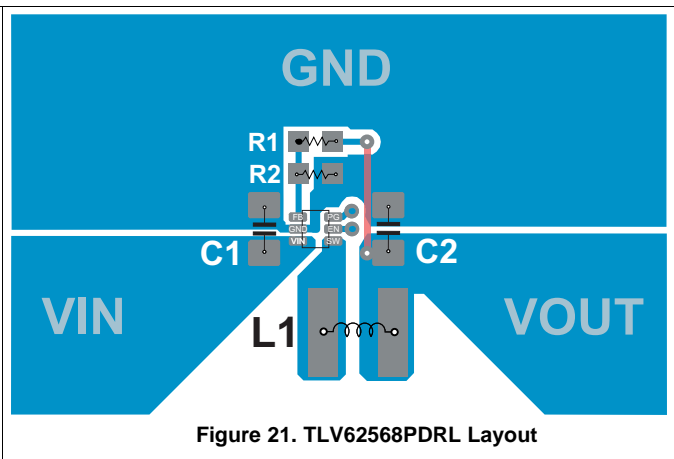 GND
R1
R2
FB PG
GND EN
VIN SW
C1 C2
VIN L1 VOUT
Figure 21. TLV62568PDRL Layout